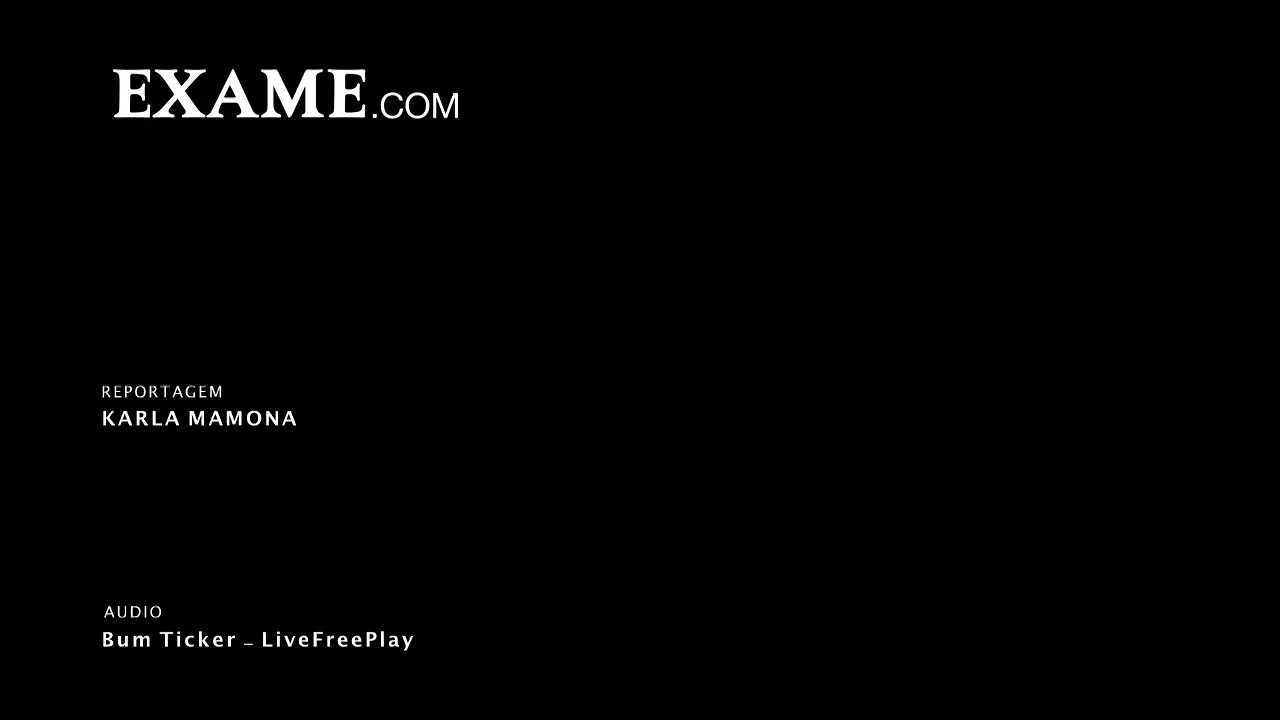 EXAME.COM
REPORTAGEM
KARLA MAMONA
AUDIO
Bum Ticker – LiveFreePlay